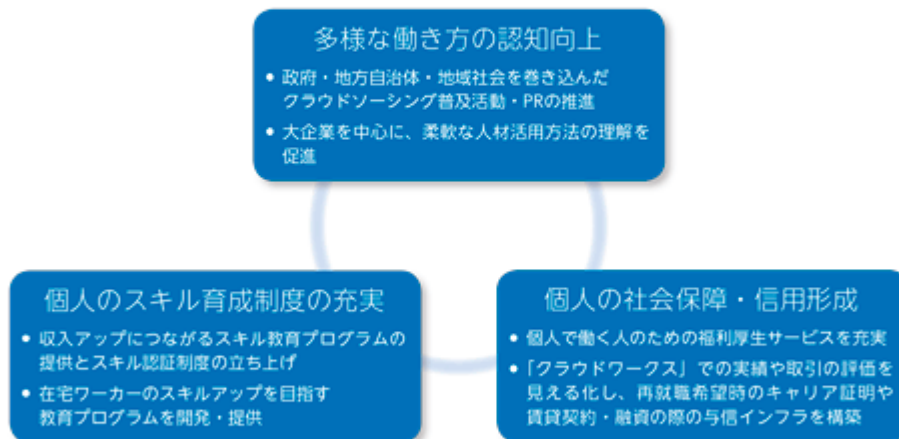 多様な働き方の認知向上
• 政府・地方自治体・地域社会を巻き込んだ
クラウドソーシング普及活動・PRの推進
• 大企業を中心に、柔軟な人材活用方法の理解を
促進
個人のスキル育成制度の充実
• 収入アップにつながるスキル教育プログラムの
提供とスキル認証制度の立ち上げ
• 在宅ワーカーのスキルアップを目指す
教育プログラムを開発・提供
個人の社会保障・信用形成
• 個人で働く人のための福利厚生サービスを充実
• 「クラウドワークス」での実績や取引の評価を
見える化し、再就職希望時のキャリア証明や
賃貸契約・融資の際の与信インフラを構築